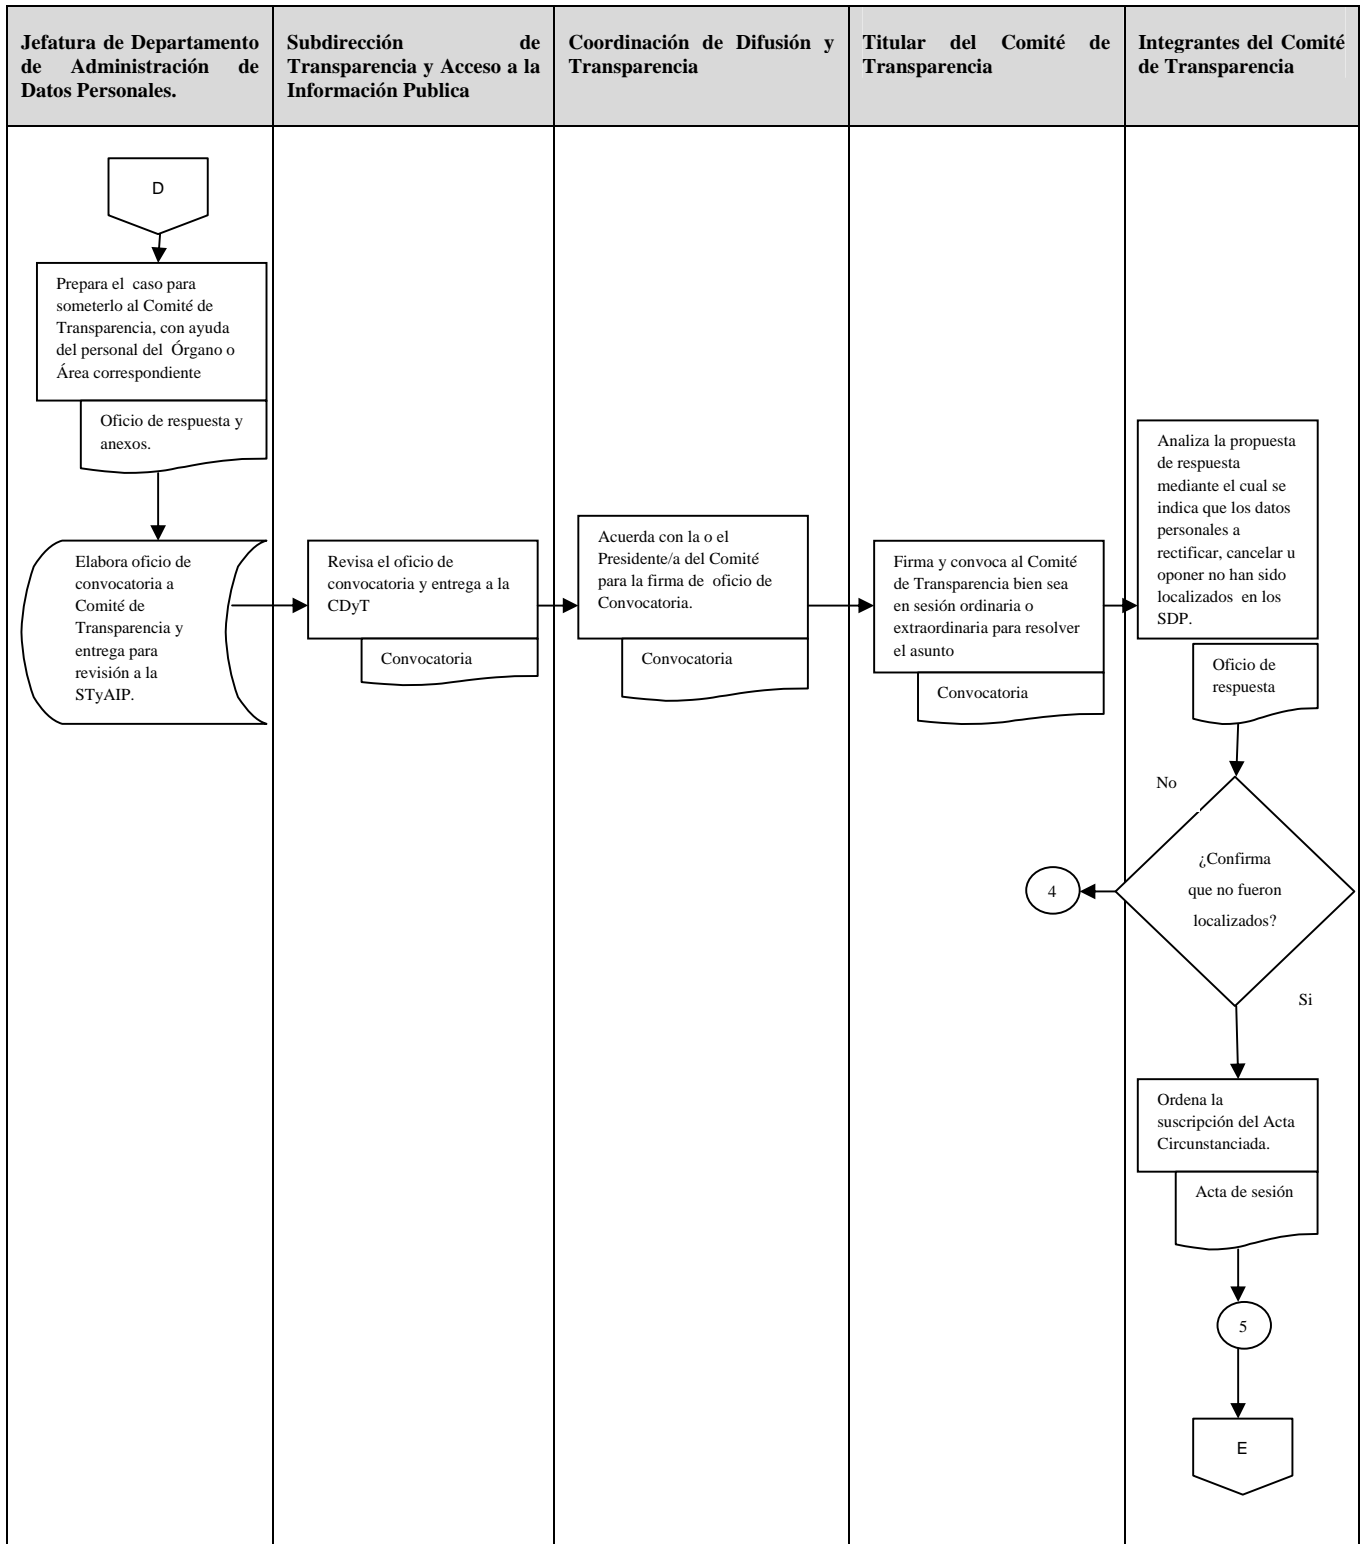 Jefatura de Departamento
de Administración de
Datos Personales.
Subdirección de
Transparencia y Acceso a la
Información Publica
Coordinación de Difusión y
Transparencia
Titular del Comité de
Transparencia
Integrantes del Comité
de Transparencia
D
Prepara el caso para
someterlo al Comité de
Transparencia, con ayuda
del personal del Órgano o
Área correspondiente
Oficio de respuesta y
anexos.
Elabora oficio de
convocatoria a
Comité de
Transparencia y
entrega para
revisión a la
STyAIP.
Revisa el oficio de
convocatoria y entrega a la
CDyT
Convocatoria
Acuerda con la o el
Presidente/a del Comité
para la firma de oficio de
Convocatoria.
Convocatoria
Firma y convoca al Comité
de Transparencia bien sea
en sesión ordinaria o
extraordinaria para resolver
el asunto
Convocatoria
Analiza la propuesta
de respuesta
mediante el cual se
indica que los datos
personales a
rectificar, cancelar u
oponer no han sido
localizados en los
SDP.
Oficio de
respuesta
No
¿Confirma
que no fueron
localizados?
4
Si
Ordena la
suscripción del Acta
Circunstanciada.
Acta de sesión
5
E